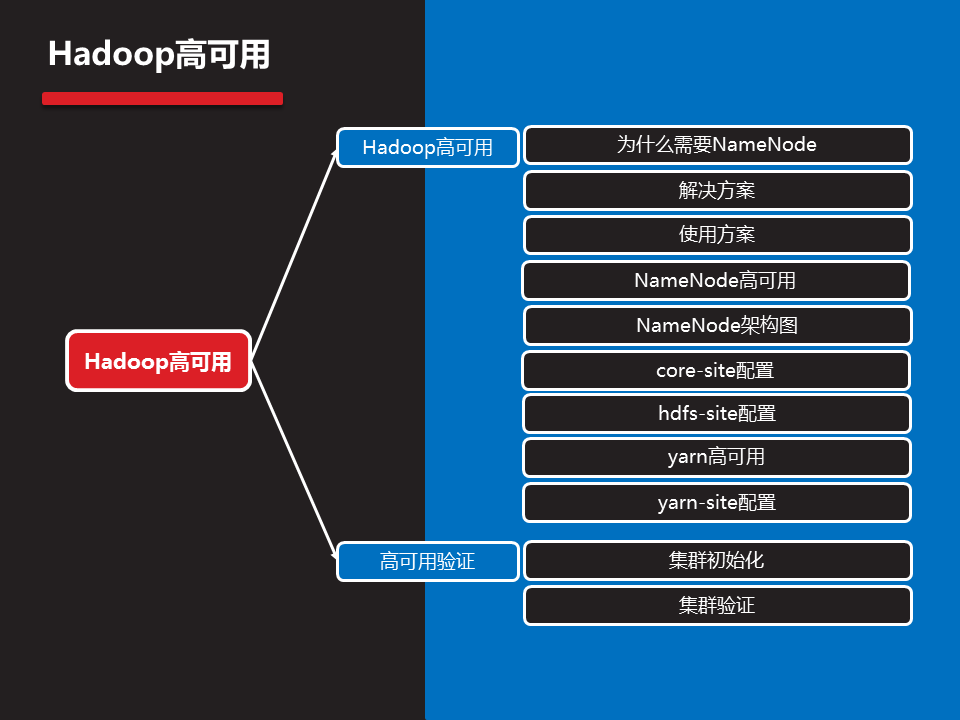 Hadoop高可用
Hadoop高可用
为什么需要NameNode
解决方案
使用方案
NameNode高可用
NameNode架构图
Hadoop高可用
core-site配置
hdfs-site配置
yarn高可用
yarn-site配置
高可用验证
集群初始化
集群验证